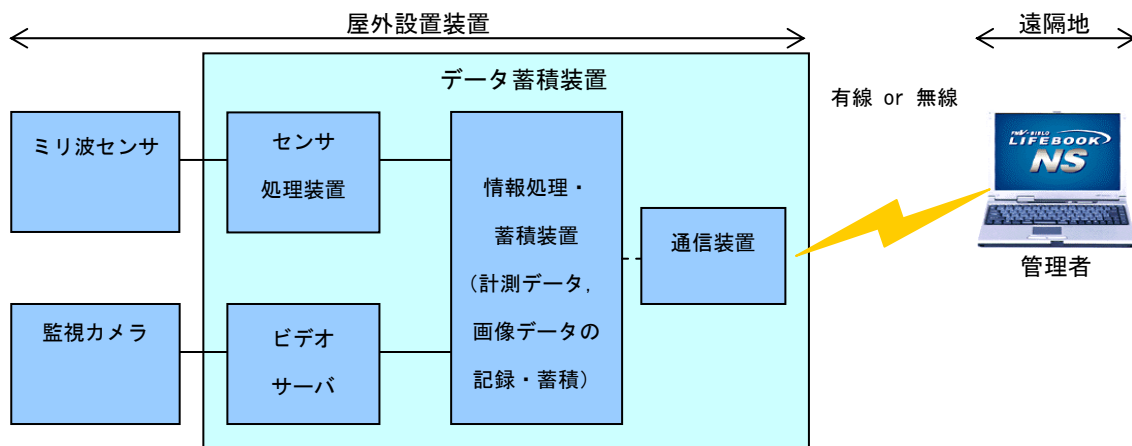 屋外設置装置
遠隔地
データ蓄積装置
有線 or 無線
ミリ波センサ
センサ
処理装置
情報処理・
蓄積装置
（計測データ,
画像データの
記録・蓄積）
通信装置
監視カメラ
ビデオ
サーバ
FMV-BIBLO
LIFEBOOK
NS
管理者